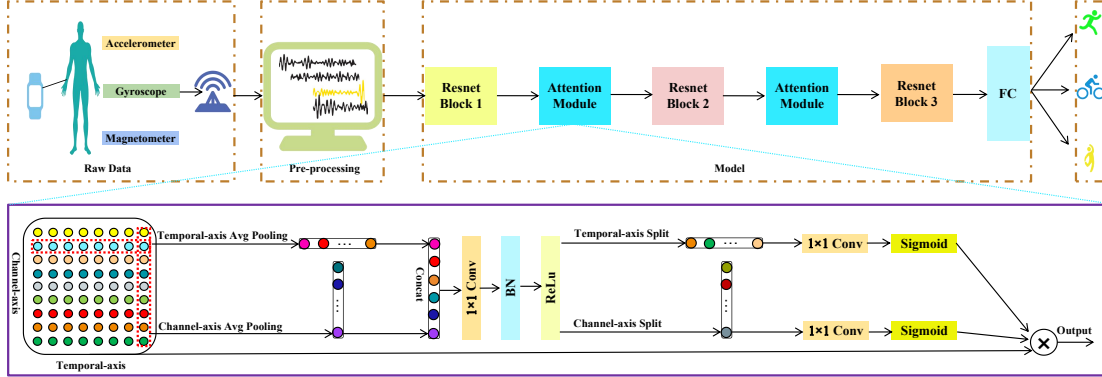 Accelerometer
Gyroscope
Magnetometer
Raw Data
Pre-processing
Resnet
Block 1
Attention
Module
Resnet
Block 2
Attention
Module
Resnet
Block 3
FC
Model
Channel-axis
Temporal-axis
Temporal-axis Avg Pooling
Channel-axis Avg Pooling
Concat
1×1 Conv
BN
ReLu
Temporal-axis Split
Channel-axis Split
1×1 Conv
Sigmoid
1×1 Conv
Sigmoid
Output